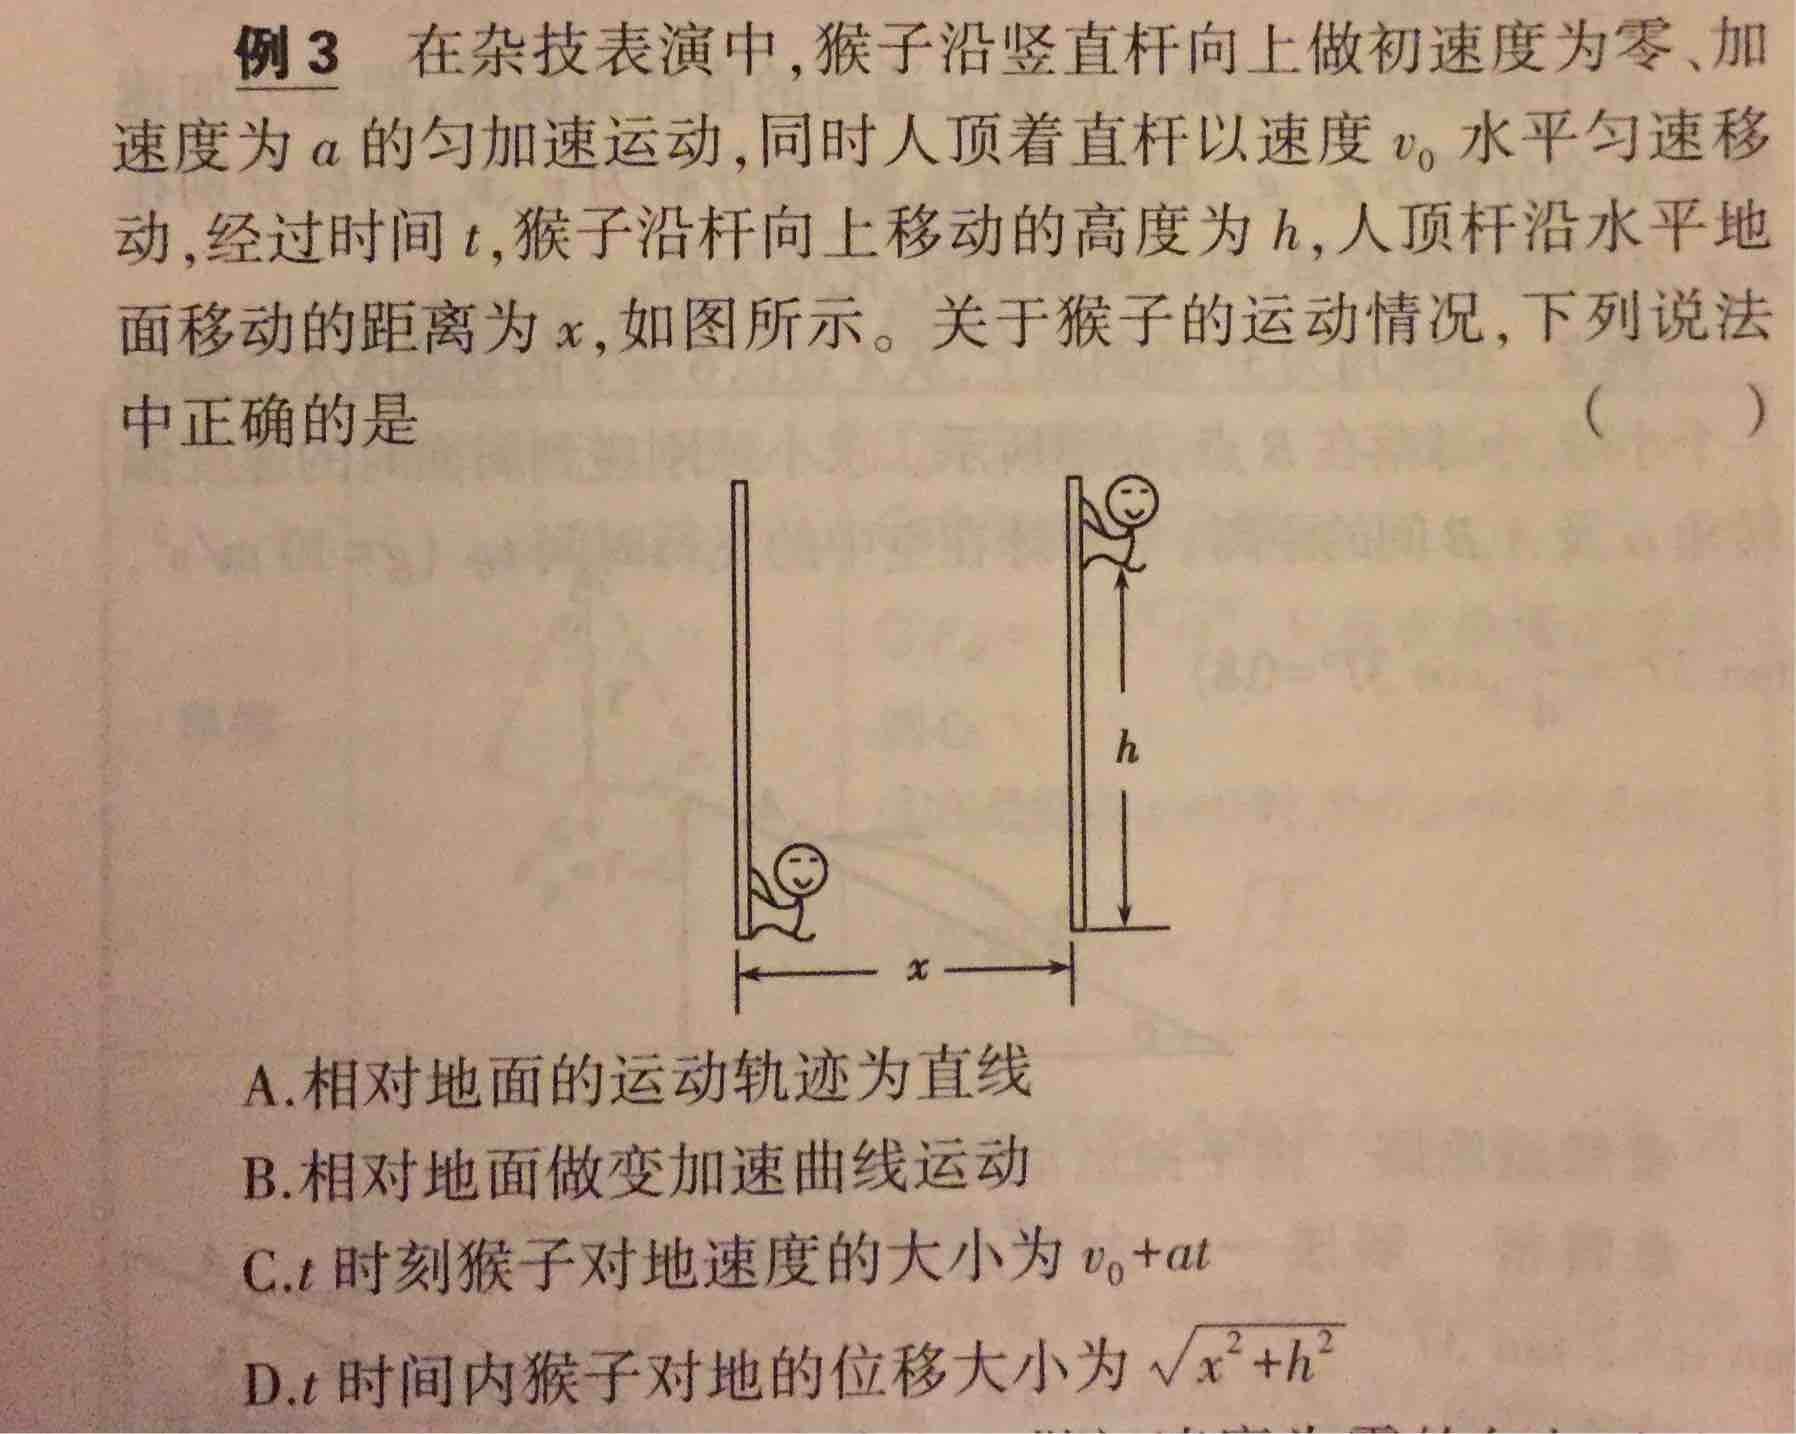 例3 在杂技表演中,猴子沿竖直杆向上做初速度为零、加
速度为 a 的匀加速运动,同时人顶着直杆以速度 v₀ 水平匀速移
动,经过时间 t,猴子沿杆向上移动的高度为 h,人顶杆沿水平地
面移动的距离为 x,如图所示。关于猴子的运动情况,下列说法
中正确的是 ( )
h
x
A.相对地面的运动轨迹为直线
B.相对地面做变加速曲线运动
C.t 时刻猴子对地速度的大小为 v₀+at
D.t 时间内猴子对地的位移大小为 √(x²+h²)